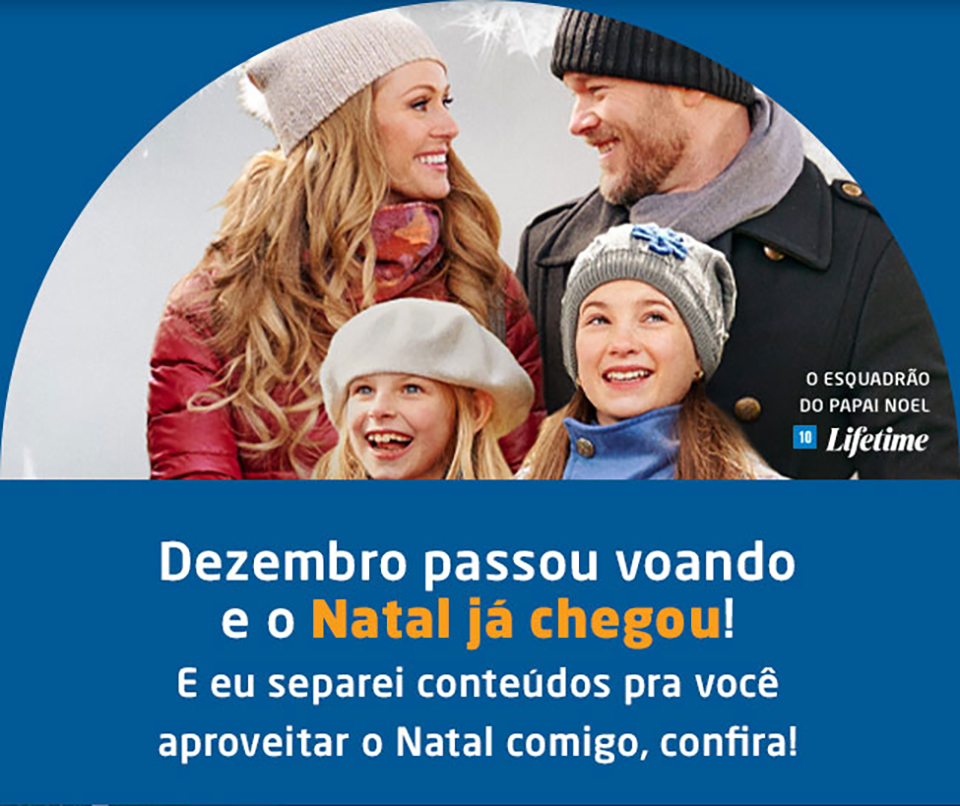 O ESQUADRÃO
DO PAPAI NOEL
10 Lifetime
Dezembro passou voando
e o Natal já chegou!
E eu separei conteúdos pra você
aproveitar o Natal comigo, confira!